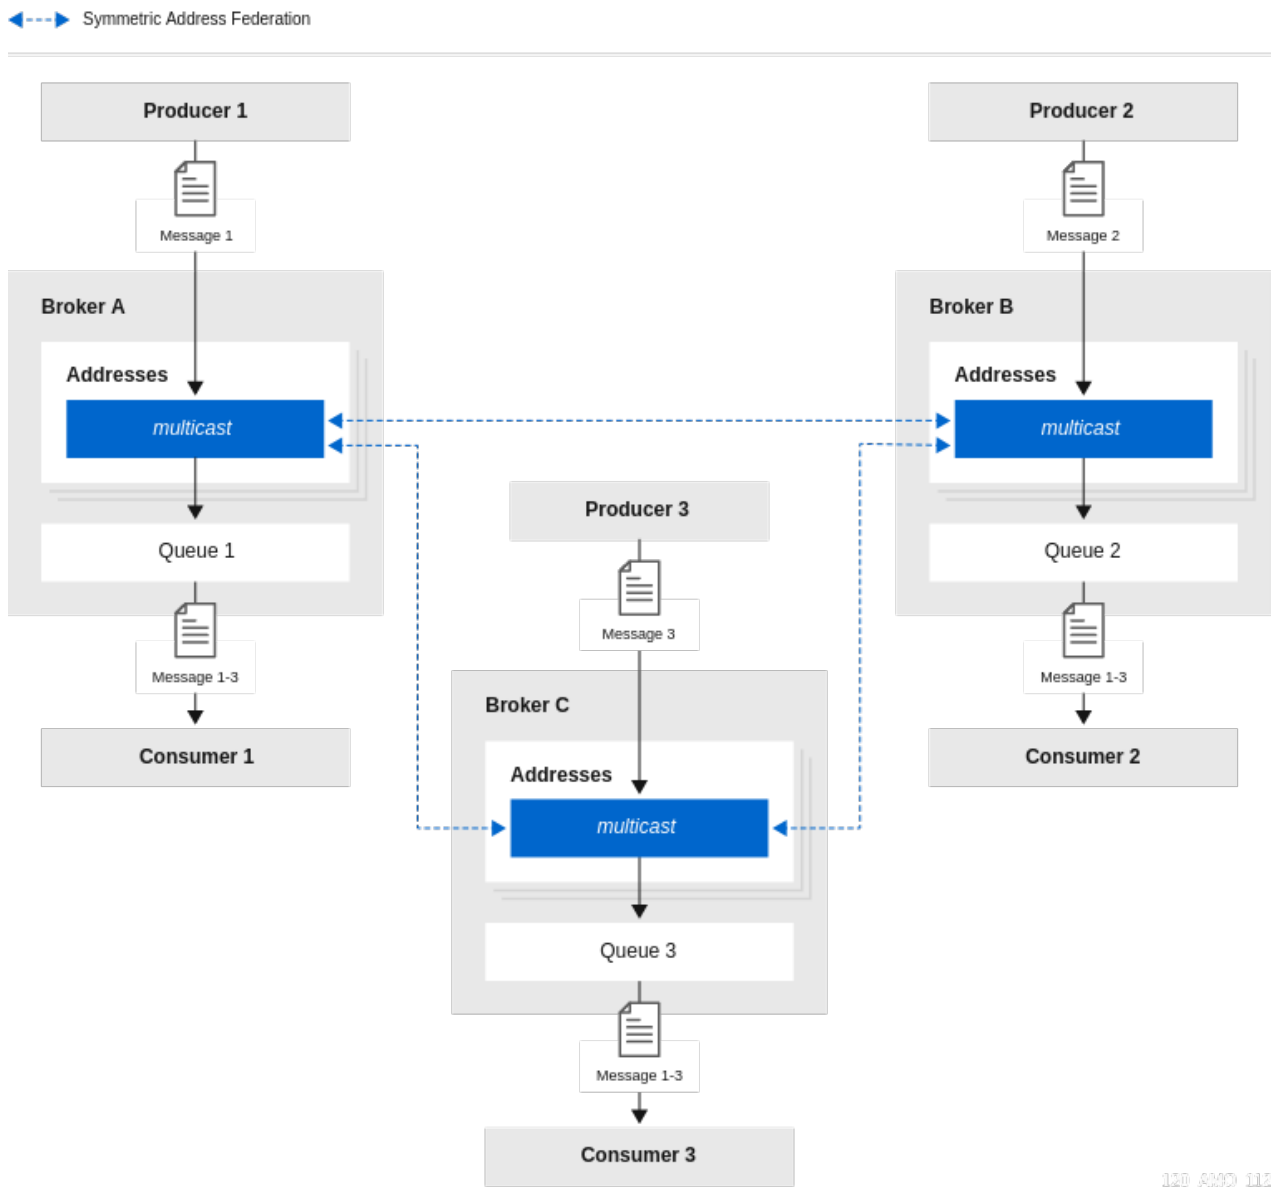 Symmetric Address Federation
Producer 1
Producer 2
Message 1
Message 2
Broker A
Broker B
Addresses
Addresses
multicast
multicast
Producer 3
Queue 1
Queue 2
Message 3
Message 1-3
Message 1-3
Broker C
Consumer 1
Consumer 2
Addresses
multicast
Queue 3
Message 1-3
Consumer 3